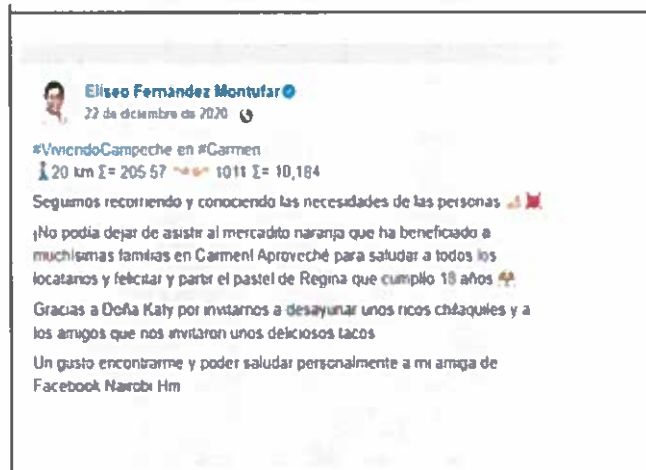 Eliseo Fernández Montufar
22 de diciembre de 2020
#ViviendoCampeche en #Carmen
20 km Σ= 205.57 1011 Σ= 10,184
Seguimos recorriendo y conociendo las necesidades de las personas
¡No podía dejar de asistir al mercadito naranja que ha beneficiado a
muchísimas familias en Carmen! Aproveché para saludar a todos los
locatarios y felicitar y partir el pastel de Regina que cumplió 18 años
Gracias a Doña Katy por invitarnos a desayunar unos ricos chilaquiles y a
los amigos que nos invitaron unos deliciosos tacos
Un gusto encontrarme y poder saludar personalmente a mi amiga de
Facebook Nairobi Hm